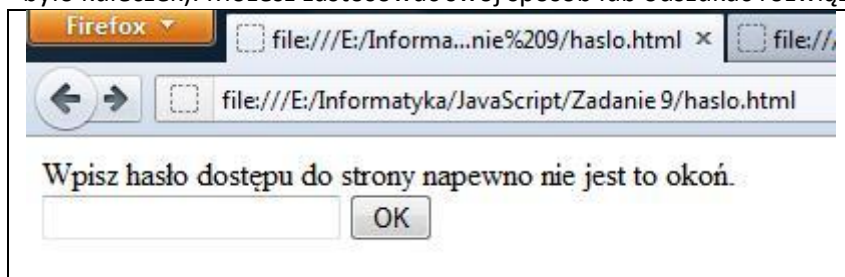 Firefox
file:///E:/Informa...nie%209/haslo.html × file:///
file:///E:/Informatyka/JavaScript/Zadanie 9/haslo.html
Wpisz hasło dostępu do strony napewno nie jest to okoń.
OK